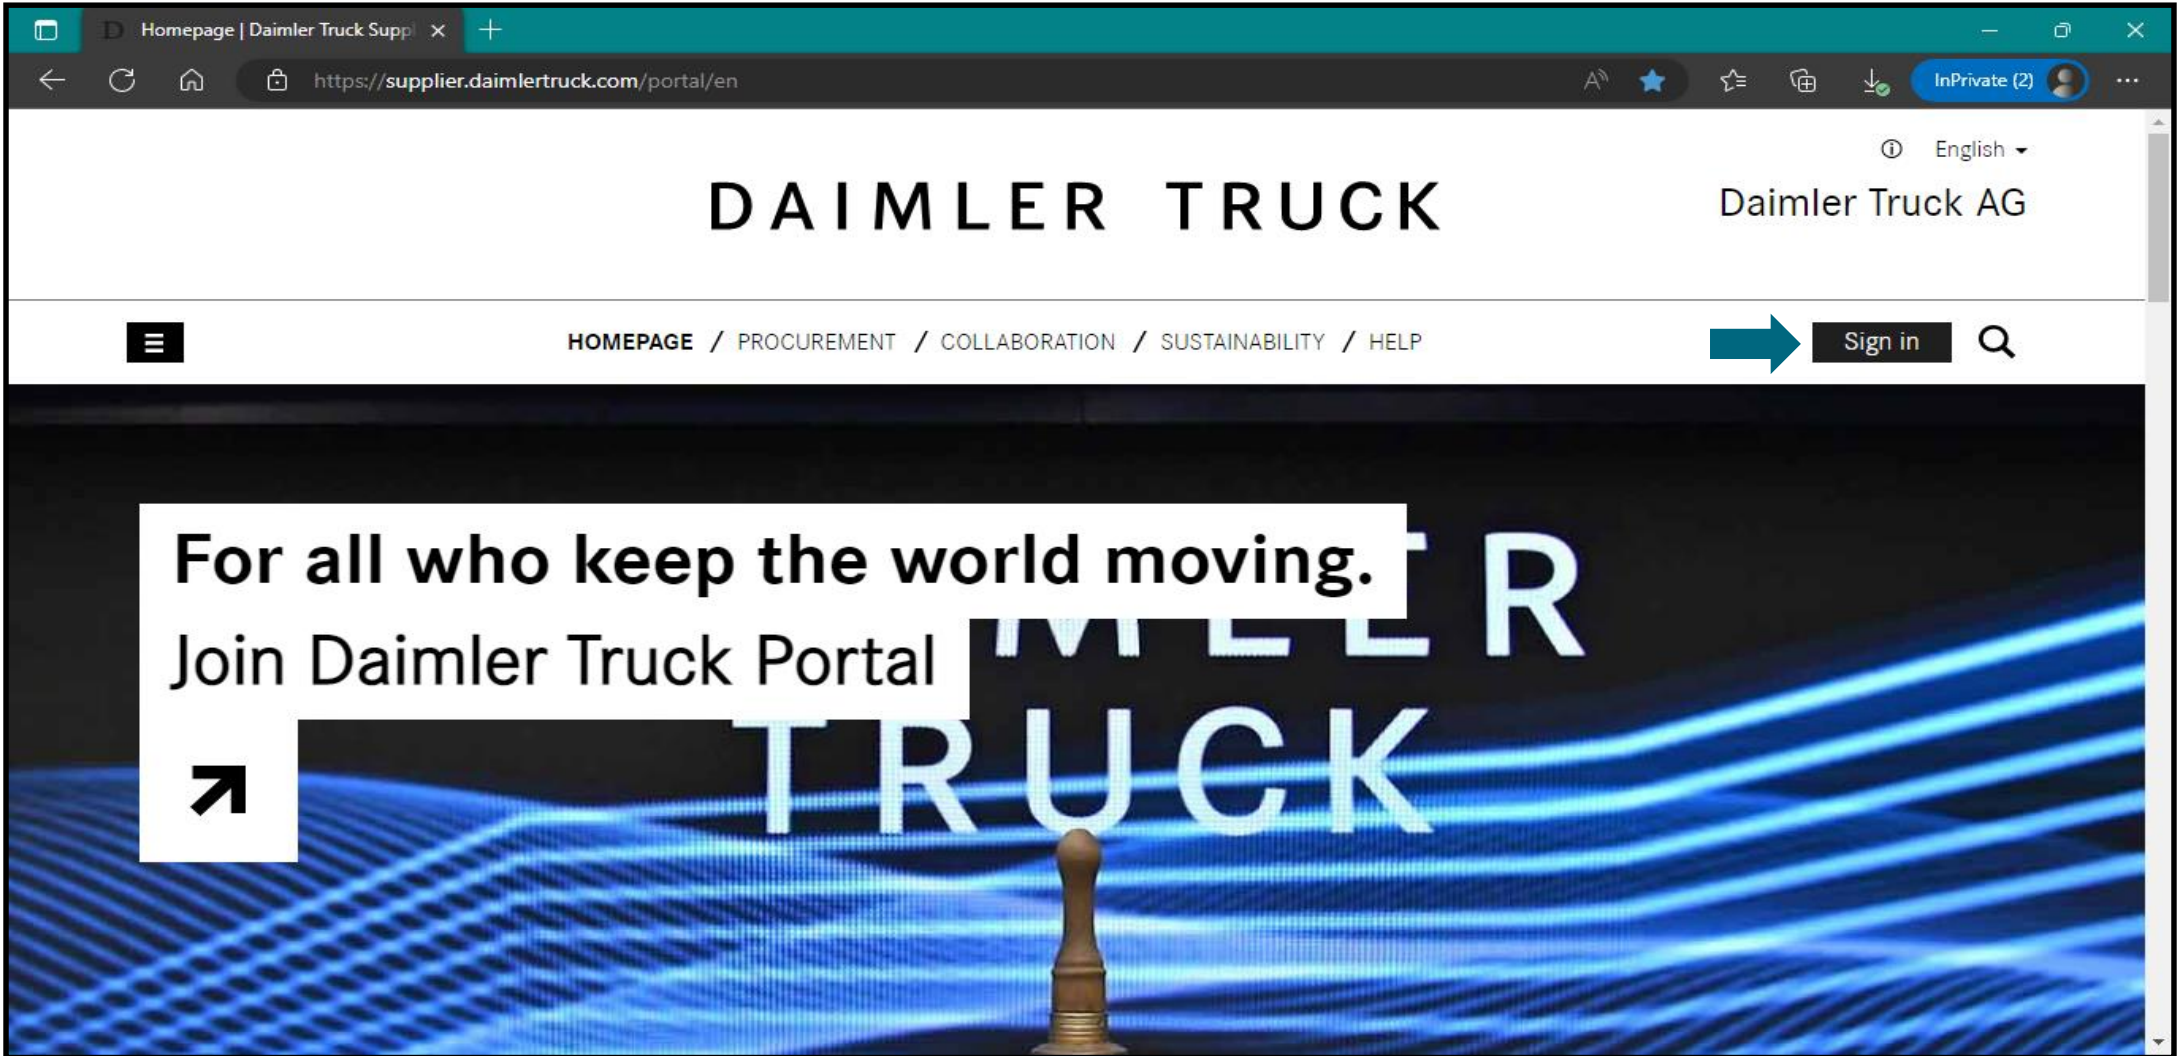 Homepage | Daimler Truck Suppl
https://supplier.daimlertruck.com/portal/en
InPrivate (2)
English
DAIMLER TRUCK
Daimler Truck AG
HOMEPAGE / PROCUREMENT / COLLABORATION / SUSTAINABILITY / HELP
Sign in
For all who keep the world moving.
Join Daimler Truck Portal
MLER
TRUCK